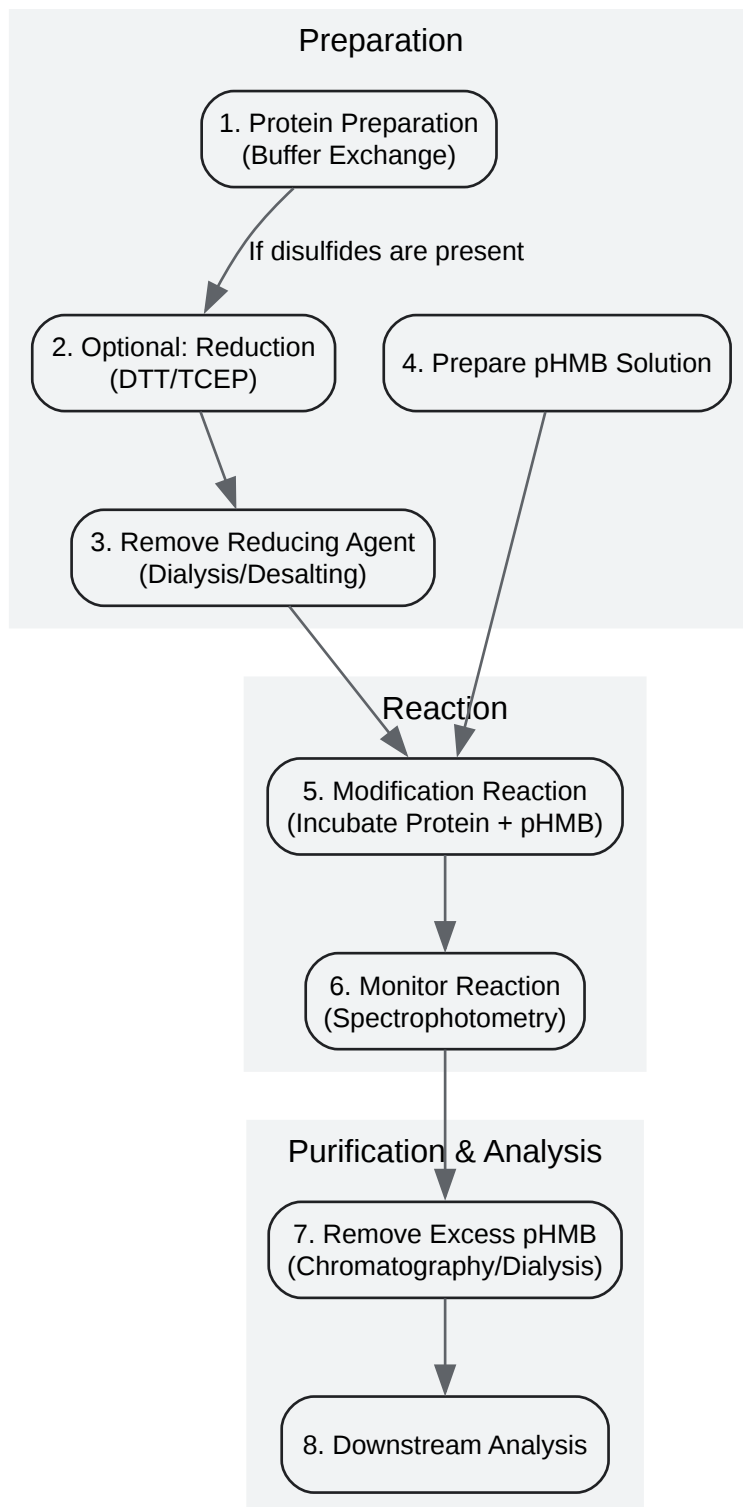 Preparation
1. Protein Preparation
(Buffer Exchange)
If disulfides are present
2. Optional: Reduction
(DTT/TCEP)
4. Prepare pHMB Solution
3. Remove Reducing Agent
(Dialysis/Desalting)
Reaction
5. Modification Reaction
(Incubate Protein + pHMB)
6. Monitor Reaction
(Spectrophotometry)
Purification & Analysis
7. Remove Excess pHMB
(Chromatography/Dialysis)
8. Downstream Analysis